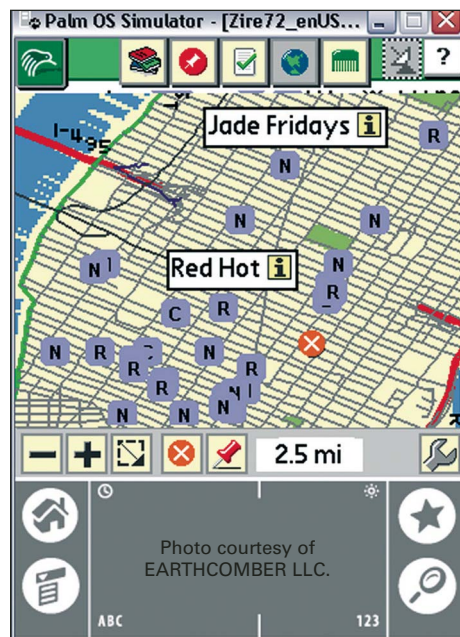 Palm OS Simulator - [Zire72_enUS...
?
Jade Fridays i
R
I-495
N
N
N
N
Red Hot i
N
R
C
R
N
R
N
R
R
R
N
N
N
2.5 mi
Photo courtesy of
EARTHCOMBER LLC.
ABC
123